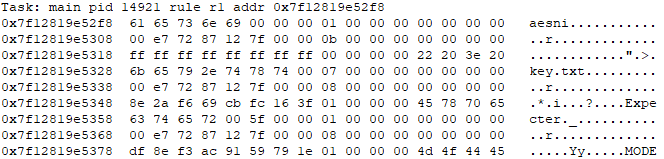 Task: main pid 14921 rule r1 addr 0x7f12819e52f8
0x7f12819e52f8 61 65 73 6e 69 00 00 00 01 00 00 00 00 00 00 00 aesni...........
0x7f12819e5308 00 e7 72 87 12 7f 00 00 0b 00 00 00 00 00 00 00 ..r.............
0x7f12819e5318 ff ff ff ff ff ff ff ff 00 00 00 00 22 20 3e 20 ............".>.
0x7f12819e5328 6b 65 79 2e 74 78 74 00 07 00 00 00 00 00 00 00 key.txt.........
0x7f12819e5338 00 e7 72 87 12 7f 00 00 08 00 00 00 00 00 00 00 ..r.............
0x7f12819e5348 8e 2a f6 69 cb fc 16 3f 01 00 00 00 45 78 70 65 .*.i...?....Expe
0x7f12819e5358 63 74 65 72 00 5f 00 00 01 00 00 00 00 00 00 00 cter._..........
0x7f12819e5368 00 e7 72 87 12 7f 00 00 08 00 00 00 00 00 00 00 ..r.............
0x7f12819e5378 df 8e f3 ac 91 59 79 1e 01 00 00 00 4d 4f 44 45 .....Yy.....MODE